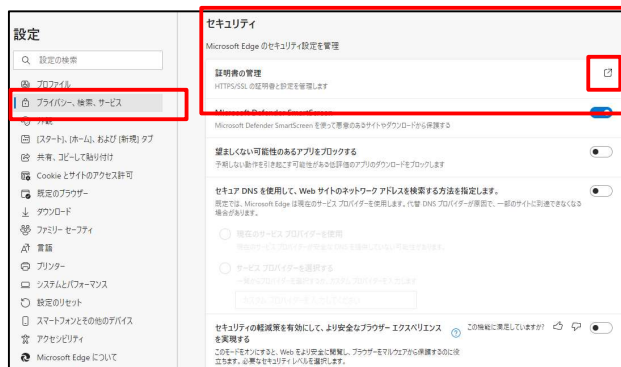 設定
設定の検索
プロファイル
プライバシー、検索、サービス
外観
[スタート]、[ホーム]、および [新規] タブ
共有、コピーして貼り付け
Cookie とサイトのアクセス許可
既定のブラウザー
ダウンロード
ファミリー セーフティ
言語
プリンター
システムとパフォーマンス
設定のリセット
スマートフォンとその他のデバイス
アクセシビリティ
Microsoft Edge について
セキュリティ
Microsoft Edge のセキュリティ設定を管理
証明書の管理
HTTPS/SSL の証明書と設定を管理します
Microsoft Defender SmartScreen
Microsoft Defender SmartScreen を使って悪意のあるサイトやダウンロードから保護する
望ましくない可能性のあるアプリをブロックする
予期しない動作を引き起こす可能性がある低評価のアプリのダウンロードをブロックします
セキュア DNS を使用して、Web サイトのネットワーク アドレスを検索する方法を指定します。
既定では、Microsoft Edge は現在のサービス プロバイダーを使用します。代替 DNS プロバイダーが原因で、一部のサイトに到達できなくなる
場合があります。
現在のサービス プロバイダーを使用
サービス プロバイダーを選択する
セキュリティの軽減策を有効にして、より安全なブラウザー エクスペリエンス
を実現する
この機能に満足していますか?
このモードをオンにすると、Web をより安全に閲覧し、ブラウザーをマルウェアから保護するのに役
立ちます。必要なセキュリティ レベルを選択します。